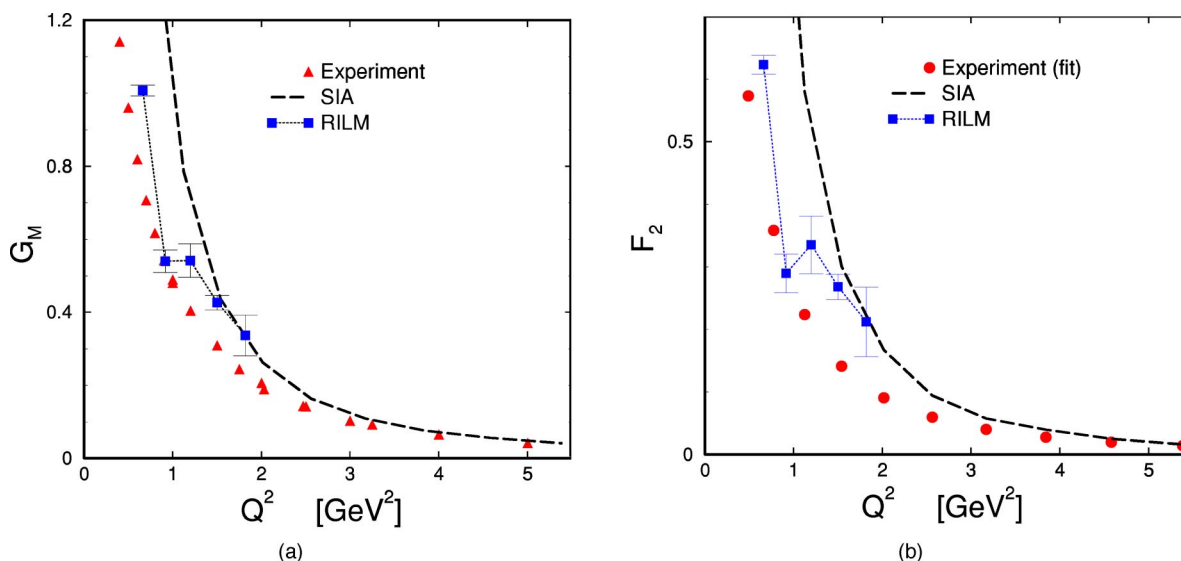 1.2
0.8
0.4
0
G_M
Experiment
SIA
RILM
0 1 2 3 4 5
Q^2 [GeV^2]
(a)
0.5
0
F_2
Experiment (fit)
SIA
RILM
0 1 2 3 4 5
Q^2 [GeV^2]
(b)